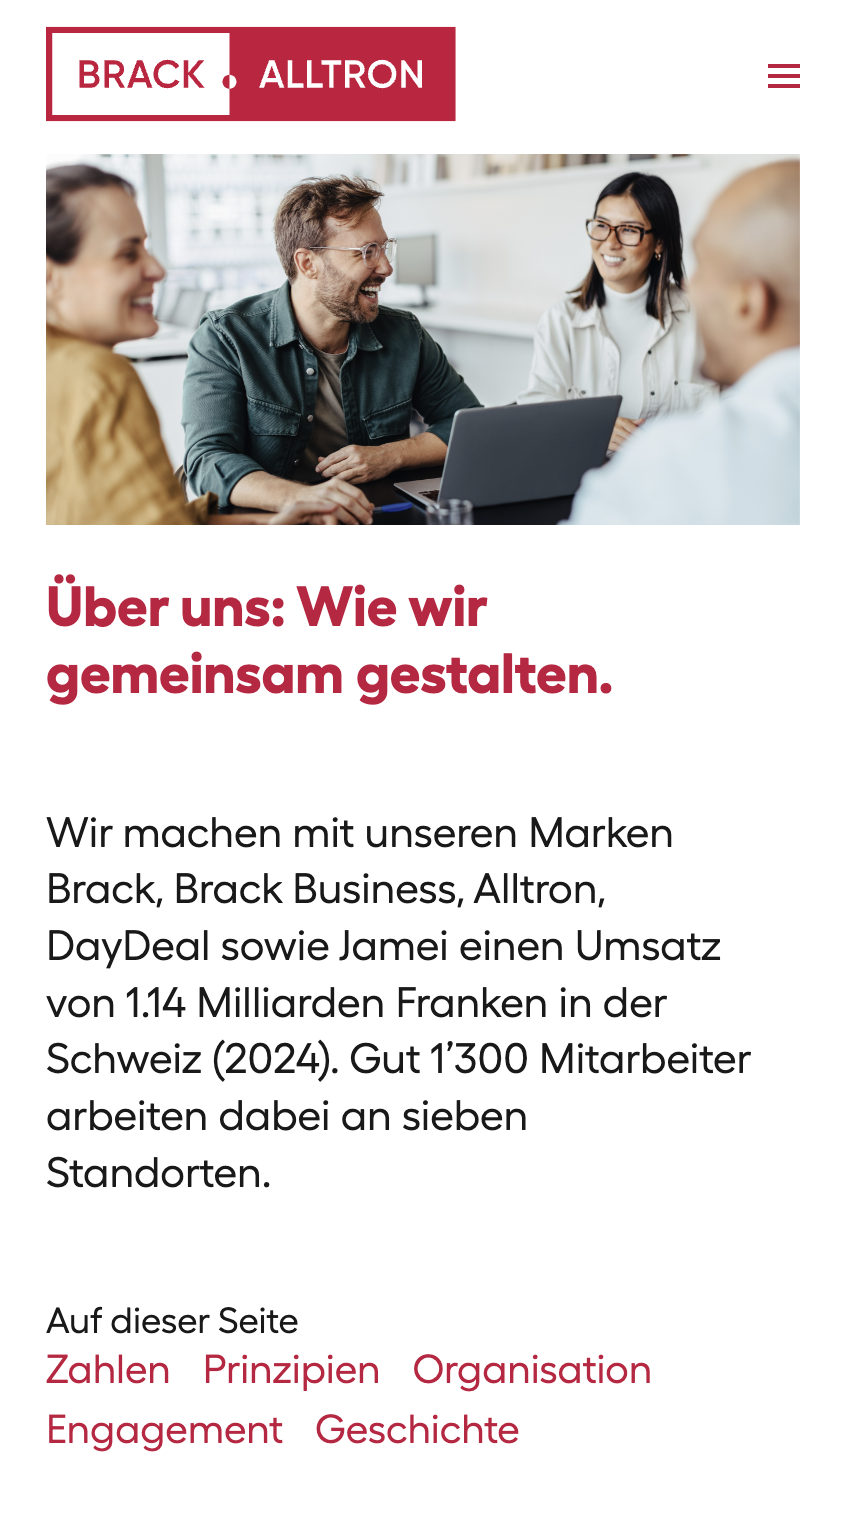 BRACK. ALLTRON
Über uns: Wie wir
gemeinsam gestalten.
Wir machen mit unseren Marken
Brack, Brack Business, Alltron,
DayDeal sowie Jamei einen Umsatz
von 1.14 Milliarden Franken in der
Schweiz (2024). Gut 1’300 Mitarbeiter
arbeiten dabei an sieben
Standorten.
Auf dieser Seite
Zahlen Prinzipien Organisation
Engagement Geschichte